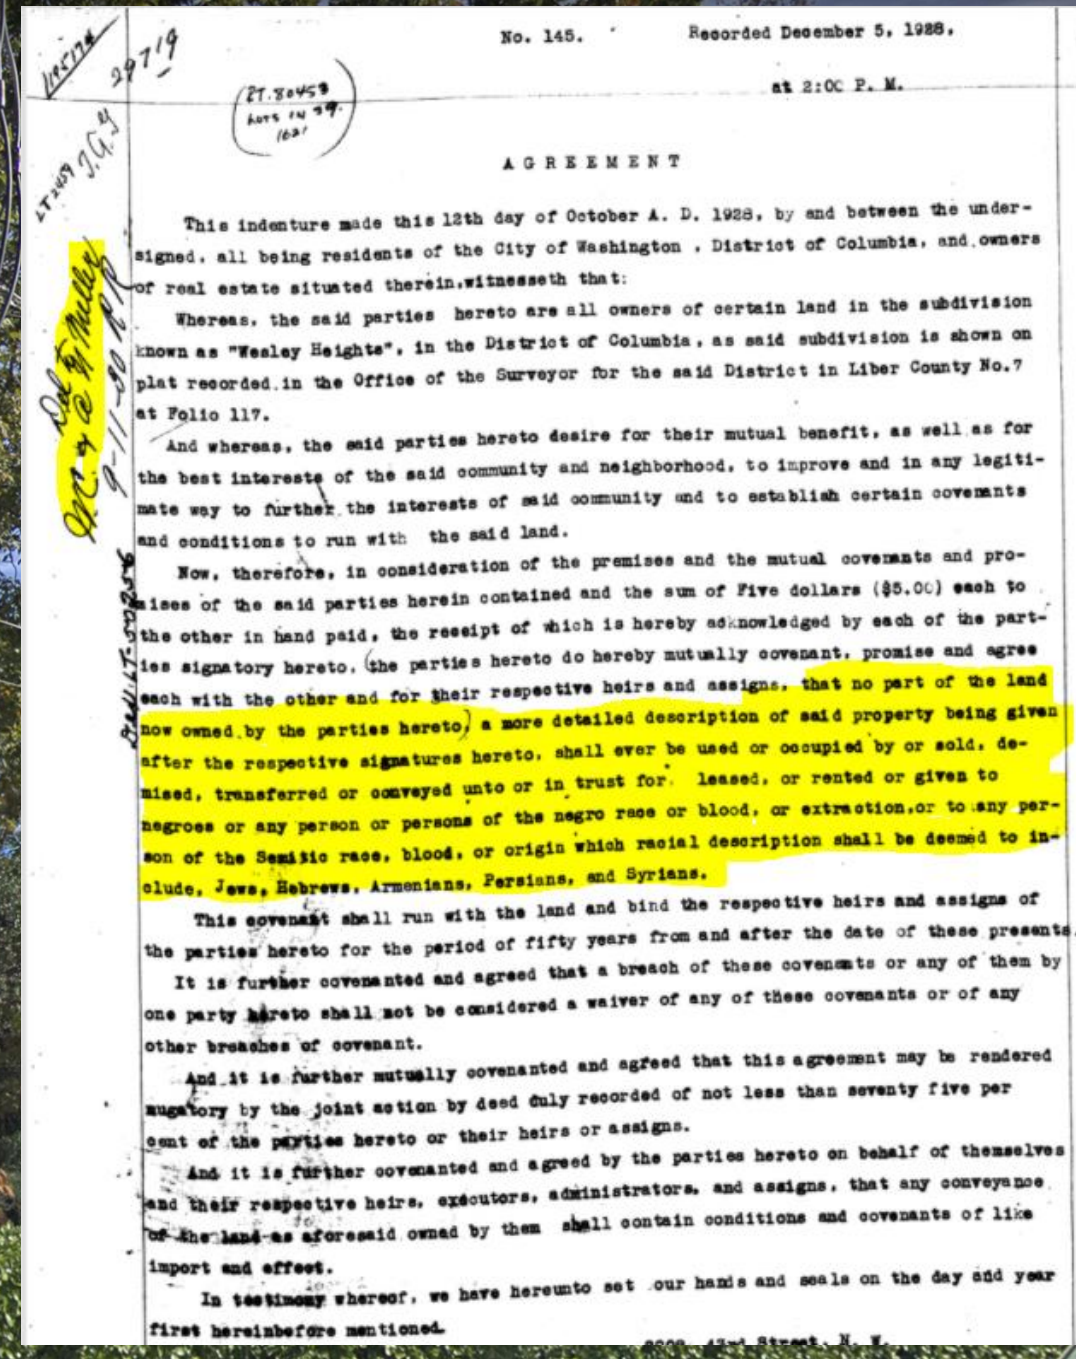 No. 145.
Recorded December 5, 1928,
at 2:00 P. M.
29719
LT.80453
LOTS IN 39.
1621
LT 2459 T.G.G
Del to
Mc & W Miller
9-11-30
AGREEMENT
This indenture made this 12th day of October A. D. 1928, by and between the under-
signed, all being residents of the City of Washington , District of Columbia, and owners
of real estate situated therein,witnesseth that:
Whereas, the said parties hereto are all owners of certain land in the subdivision
known as "Wesley Heights", in the District of Columbia, as said subdivision is shown on
plat recorded in the Office of the Surveyor for the said District in Liber County No.7
at Folio 117.
And whereas, the said parties hereto desire for their mutual benefit, as well as for
the best interests of the said community and neighborhood, to improve and in any legiti-
mate way to further the interests of said community and to establish certain covenants
and conditions to run with the said land.
Now, therefore, in consideration of the premises and the mutual covenants and pro-
mises of the said parties herein contained and the sum of Five dollars ($5.00) each to
the other in hand paid, the receipt of which is hereby acknowledged by each of the part-
ies signatory hereto, (the parties hereto do hereby mutually covenant, promise and agree
each with the other and for their respective heirs and assigns, that no part of the land
now owned by the parties hereto) a more detailed description of said property being given
after the respective signatures hereto, shall ever be used or occupied by or sold, de-
mised, transferred or conveyed unto or in trust for leased, or rented or given to
negroes or any person or persons of the negro race or blood, or extraction,or to any per-
son of the Semitic race, blood, or origin which racial description shall be deemed to in-
clude, Jews, Hebrews, Armenians, Persians, and Syrians.
This covenant shall run with the land and bind the respective heirs and assigns of
the parties hereto for the period of fifty years from and after the date of these presents.
It is further covenanted and agreed that a breach of these covenants or any of them by
one party hereto shall not be considered a waiver of any of these covenants or of any
other breaches of covenant.
And it is further mutually covenanted and agreed that this agreement may be rendered
nugatory by the joint action by deed duly recorded of not less than seventy five per
cent of the parties hereto or their heirs or assigns.
And it is further covenanted and agreed by the parties hereto on behalf of themselves
and their respective heirs, executors, administrators, and assigns, that any conveyance
of the land as aforesaid owned by them shall contain conditions and covenants of like
import and effect.
In testimony whereof, we have hereunto set our hands and seals on the day and year
first hereinbefore mentioned.
43rd Street, N. W.